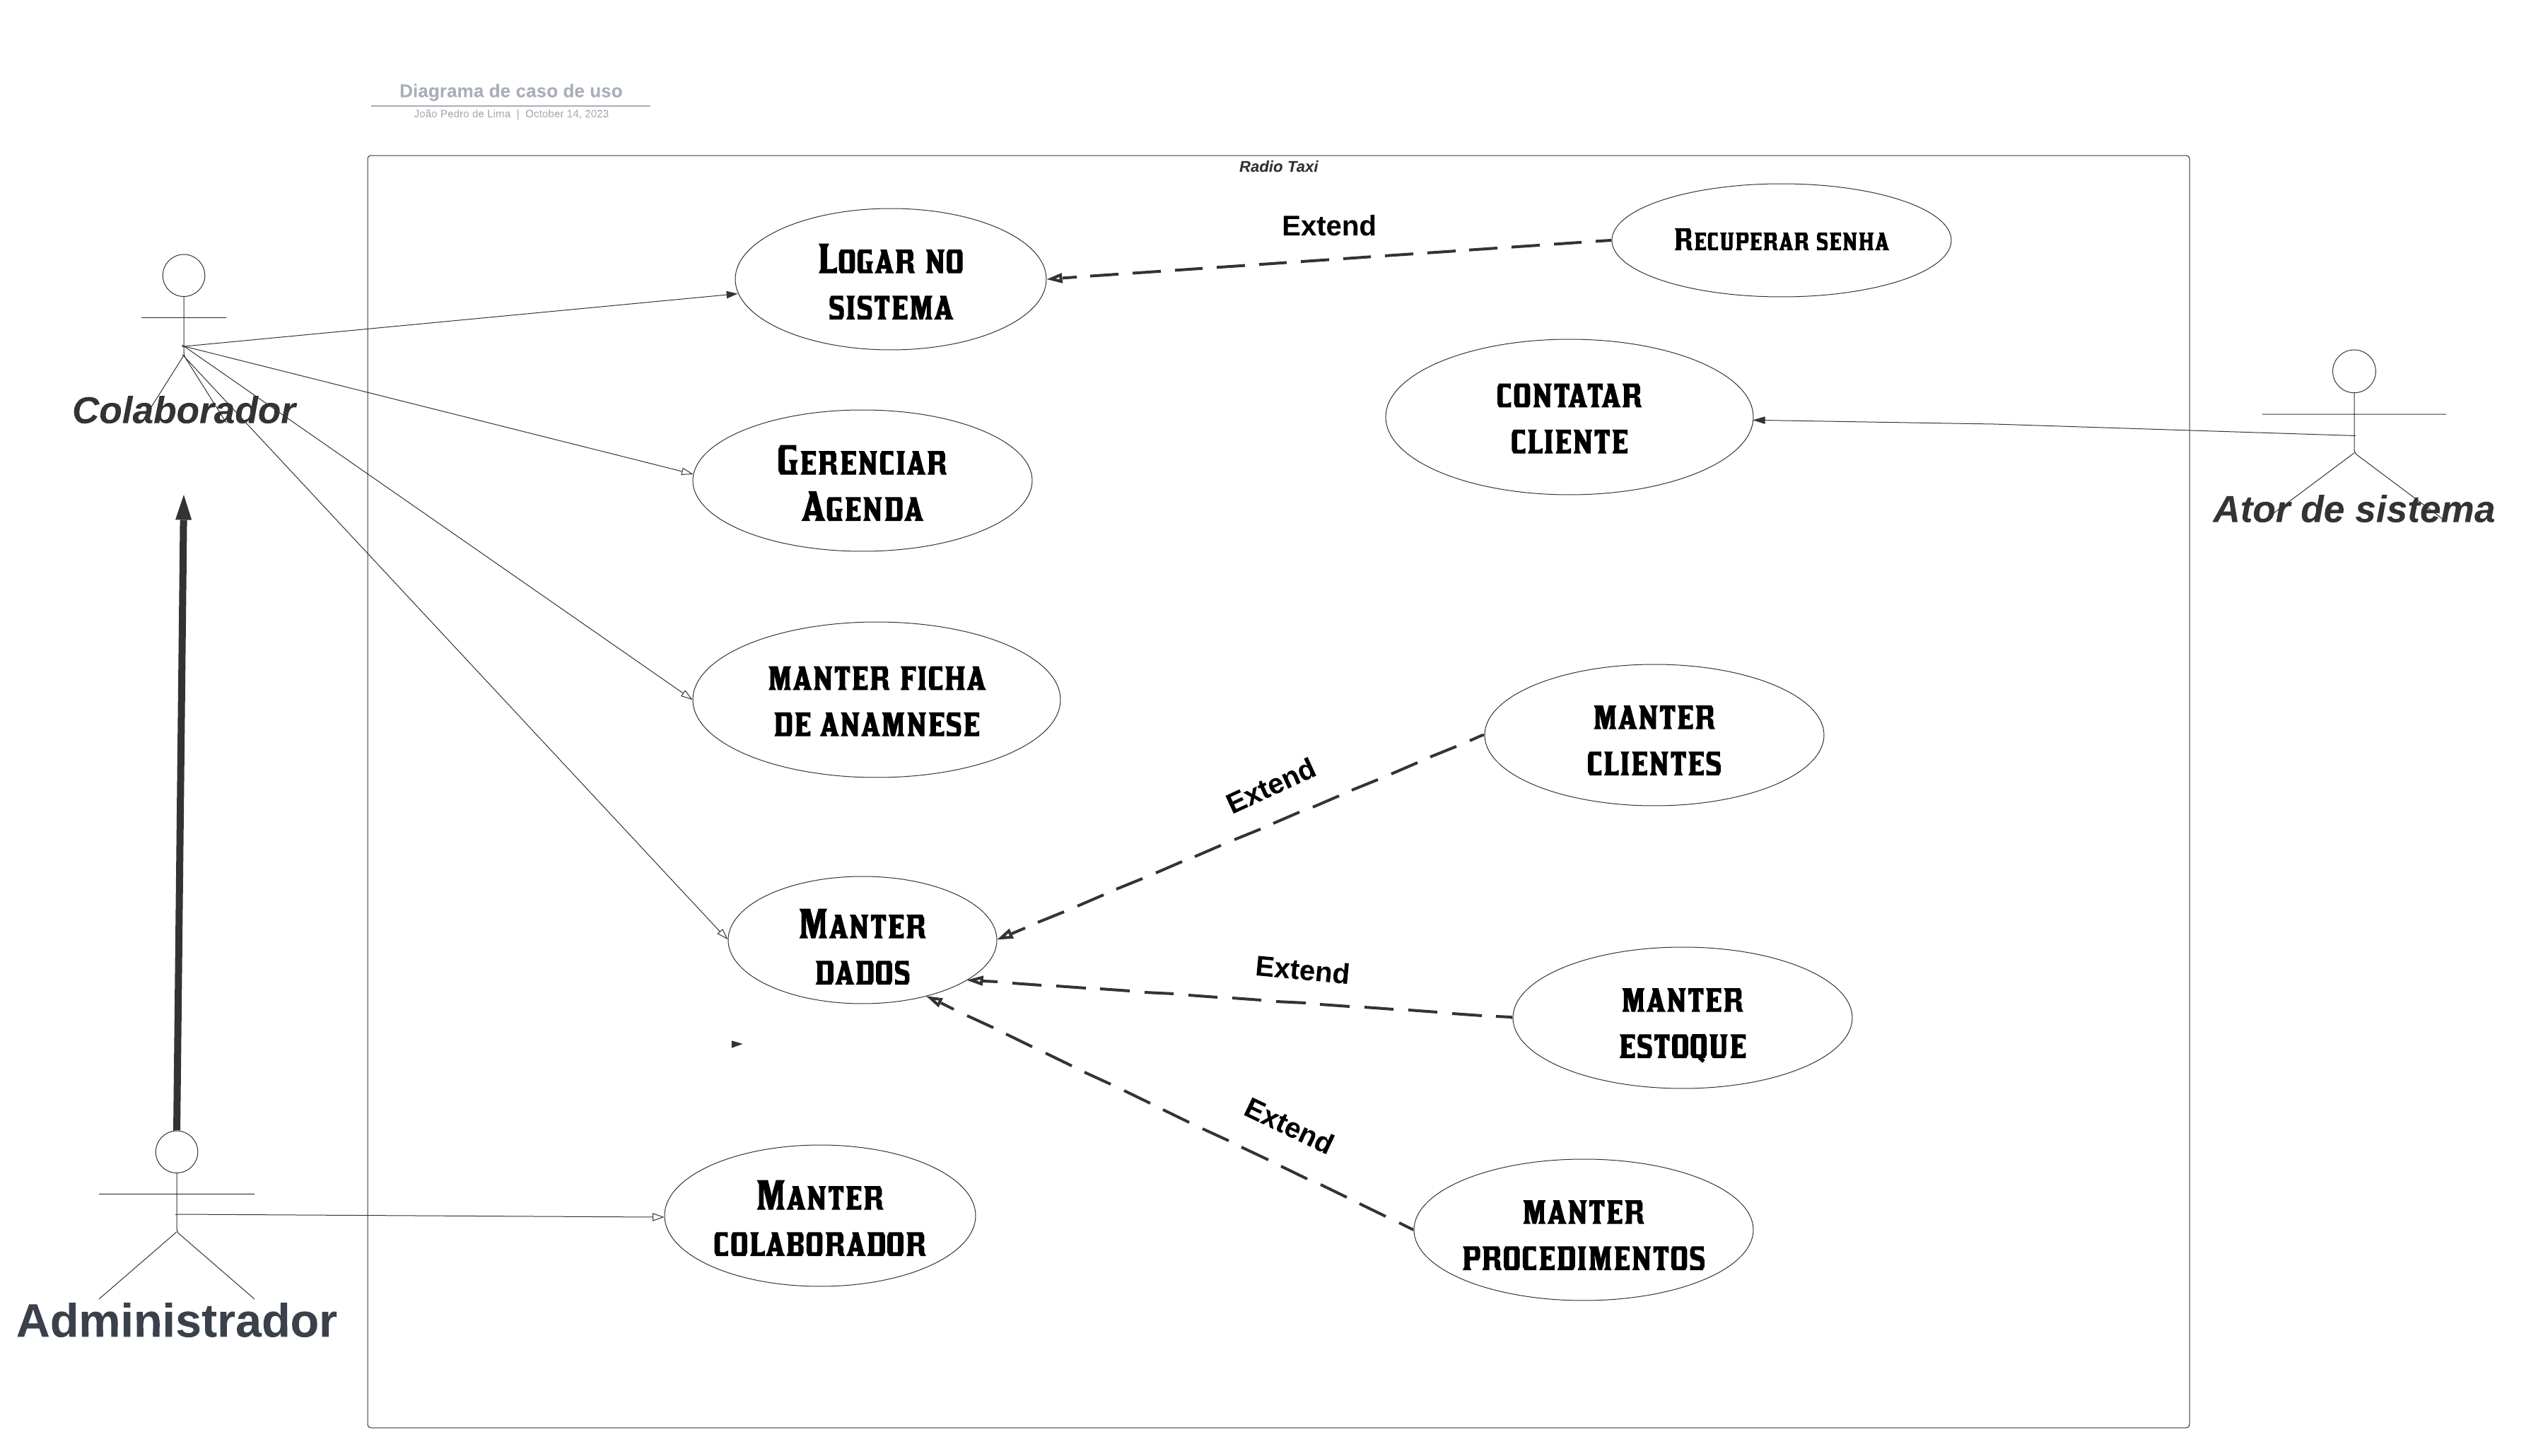 Diagrama de caso de uso
João Pedro de Lima | October 14, 2023
Radio Taxi
Logar no
sistema
Extend
Recuperar senha
Colaborador
contatar
cliente
Ator de sistema
Gerenciar
Agenda
manter ficha
de anamnese
manter
clientes
Extend
Manter
dados
Extend
manter
estoque
Extend
Manter
colaborador
manter
procedimentos
Administrador